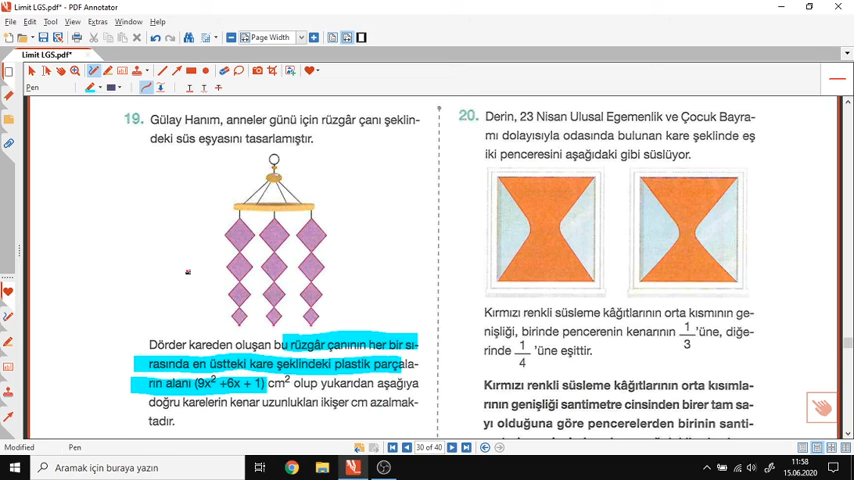 Limit LGS.pdf* - PDF Annotator
File Edit Tool View Extras Window Help
Page Width
Limit LGS.pdf*
Pen
19. Gülay Hanım, anneler günü için rüzgâr çanı şeklin-
deki süs eşyasını tasarlamıştır.
Dörder kareden oluşan bu rüzgâr çanının her bir sı-
rasında en üstteki kare şeklindeki plastik parçala-
rın alanı (9x² +6x + 1) cm² olup yukarıdan aşağıya
doğru karelerin kenar uzunlukları ikişer cm azalmak-
tadır.
20. Derin, 23 Nisan Ulusal Egemenlik ve Çocuk Bayra-
mı dolayısıyla odasında bulunan kare şeklinde eş
iki penceresini aşağıdaki gibi süslüyor.
Kırmızı renkli süsleme kâğıtlarının orta kısmının ge-
nişliği, birinde pencerenin kenarının 1/3 'üne, diğe-
rinde 1/4 'üne eşittir.
Kırmızı renkli süsleme kâğıtlarının orta kısımla-
rının genişliği santimetre cinsinden birer tam sa-
yı olduğuna göre pencerelerden birinin santi-
Modified Pen 30 of 40
Aramak için buraya yazın
11:58
15.06.2020